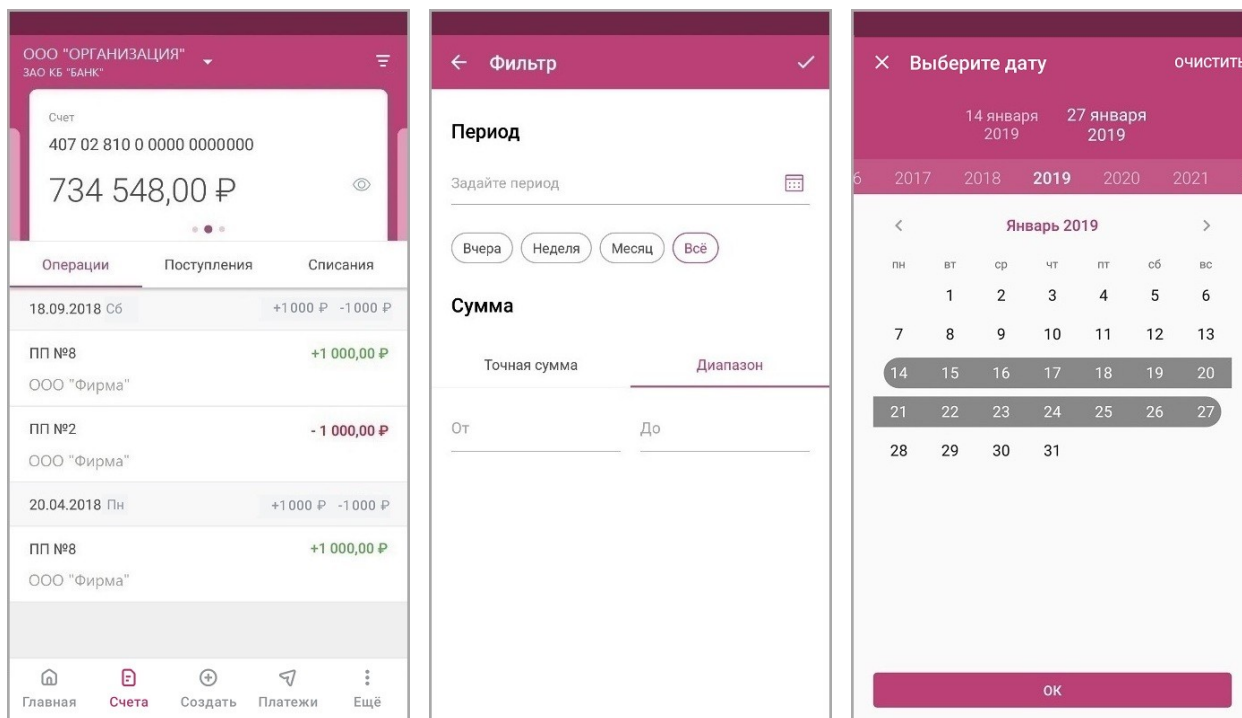 ООО "ОРГАНИЗАЦИЯ"
ЗАО КБ "БАНК"
Счет
407 02 810 0 0000 0000000
734 548,00 ₽
Операции Поступления Списания
18.09.2018 Сб +1000 ₽ -1000 ₽
ПП №8 +1 000,00 ₽
ООО "Фирма"
ПП №2 - 1 000,00 ₽
ООО "Фирма"
20.04.2018 Пн +1000 ₽ -1000 ₽
ПП №8 +1 000,00 ₽
ООО "Фирма"
Главная Счета Создать Платежи Ещё
Фильтр
Период
Задайте период
Вчера Неделя Месяц Всё
Сумма
Точная сумма Диапазон
От До
Выберите дату ОЧИСТИТЬ
14 января 27 января
2019 2019
6 2017 2018 2019 2020 2021
Январь 2019
пн вт ср чт пт сб вс
1 2 3 4 5 6
7 8 9 10 11 12 13
14 15 16 17 18 19 20
21 22 23 24 25 26 27
28 29 30 31
ОК